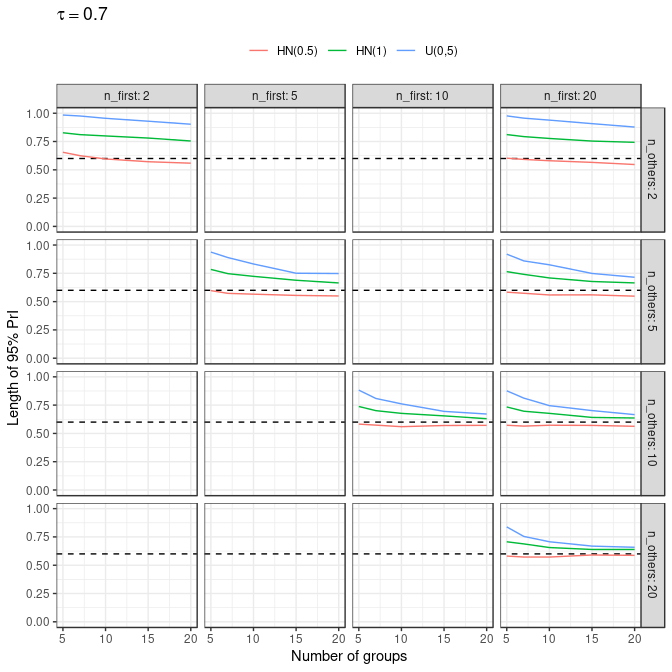 τ = 0.7
HN(0.5) HN(1) U(0,5)
n_first: 2 n_first: 5 n_first: 10 n_first: 20
1.00
0.75
0.50
0.25
0.00
n_others: 2
1.00
0.75
0.50
0.25
0.00
n_others: 5
1.00
0.75
0.50
0.25
0.00
n_others: 10
1.00
0.75
0.50
0.25
0.00
n_others: 20
Length of 95% PrI
5 10 15 20 5 10 15 20 5 10 15 20 5 10 15 20
Number of groups